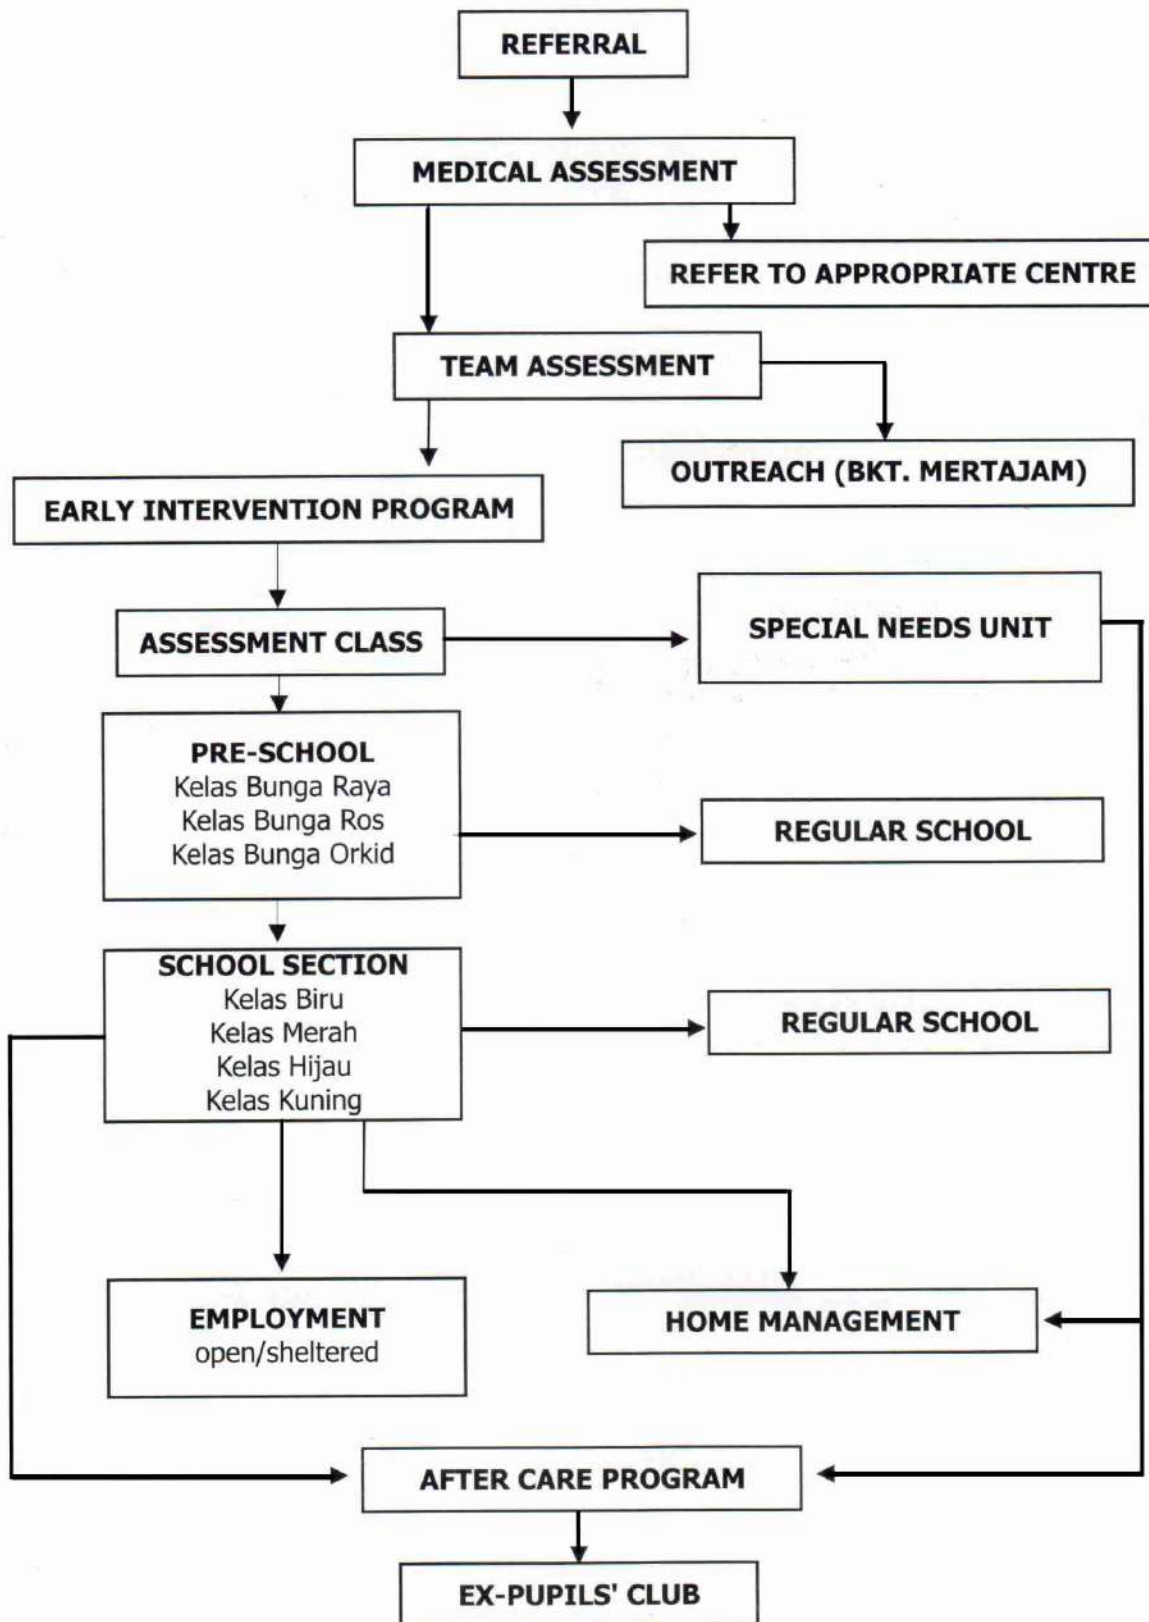 REFERRAL
MEDICAL ASSESSMENT
REFER TO APPROPRIATE CENTRE
TEAM ASSESSMENT
OUTREACH (BKT. MERTAJAM)
EARLY INTERVENTION PROGRAM
ASSESSMENT CLASS
SPECIAL NEEDS UNIT
PRE-SCHOOL
Kelas Bunga Raya
Kelas Bunga Ros
Kelas Bunga Orkid
REGULAR SCHOOL
SCHOOL SECTION
Kelas Biru
Kelas Merah
Kelas Hijau
Kelas Kuning
REGULAR SCHOOL
EMPLOYMENT
open/sheltered
HOME MANAGEMENT
AFTER CARE PROGRAM
EX-PUPILS' CLUB